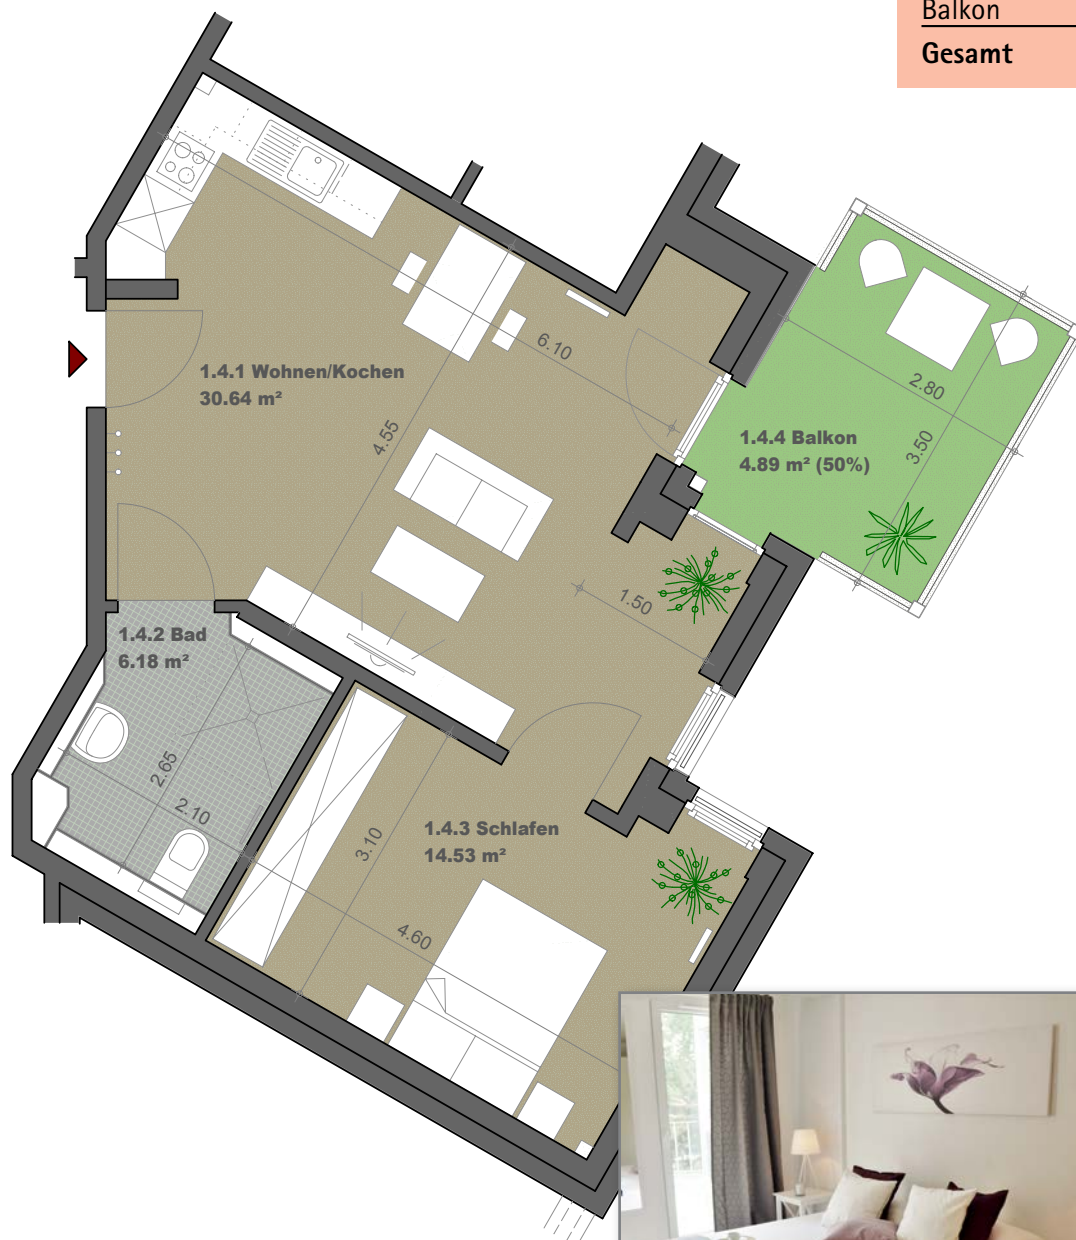 Balkon
Gesamt
6.10
1.4.1 Wohnen/Kochen
30.64 m²
2.80
4.55
1.4.4 Balkon
4.89 m² (50%)
3.50
1.50
1.4.2 Bad
6.18 m²
2.65
2.10
3.10
1.4.3 Schlafen
14.53 m²
4.60